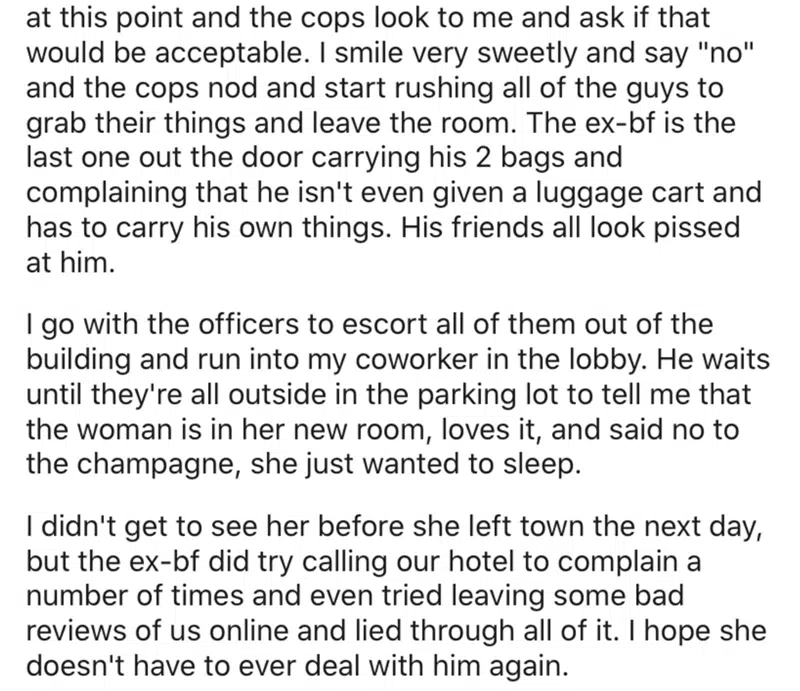 at this point and the cops look to me and ask if that
would be acceptable. I smile very sweetly and say "no"
and the cops nod and start rushing all of the guys to
grab their things and leave the room. The ex-bf is the
last one out the door carrying his 2 bags and
complaining that he isn't even given a luggage cart and
has to carry his own things. His friends all look pissed
at him.
I go with the officers to escort all of them out of the
building and run into my coworker in the lobby. He waits
until they're all outside in the parking lot to tell me that
the woman is in her new room, loves it, and said no to
the champagne, she just wanted to sleep.
I didn't get to see her before she left town the next day,
but the ex-bf did try calling our hotel to complain a
number of times and even tried leaving some bad
reviews of us online and lied through all of it. I hope she
doesn't have to ever deal with him again.